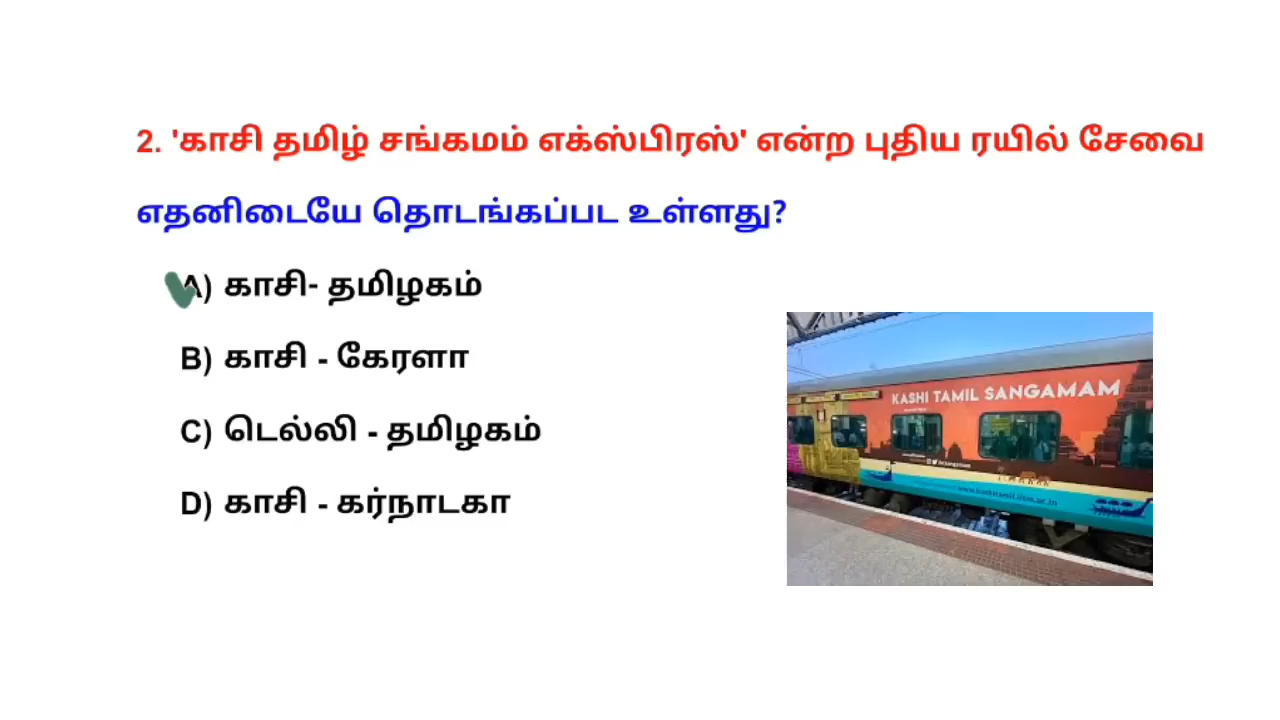 2. 'காசி தமிழ் சங்கமம் எக்ஸ்பிரஸ்' என்ற புதிய ரயில் சேவை
எதனிடையே தொடங்கப்பட உள்ளது?
A) காசி- தமிழகம்
B) காசி - கேரளா
C) டெல்லி - தமிழகம்
D) காசி - கர்நாடகா
KASHI TAMIL SANGAMAM